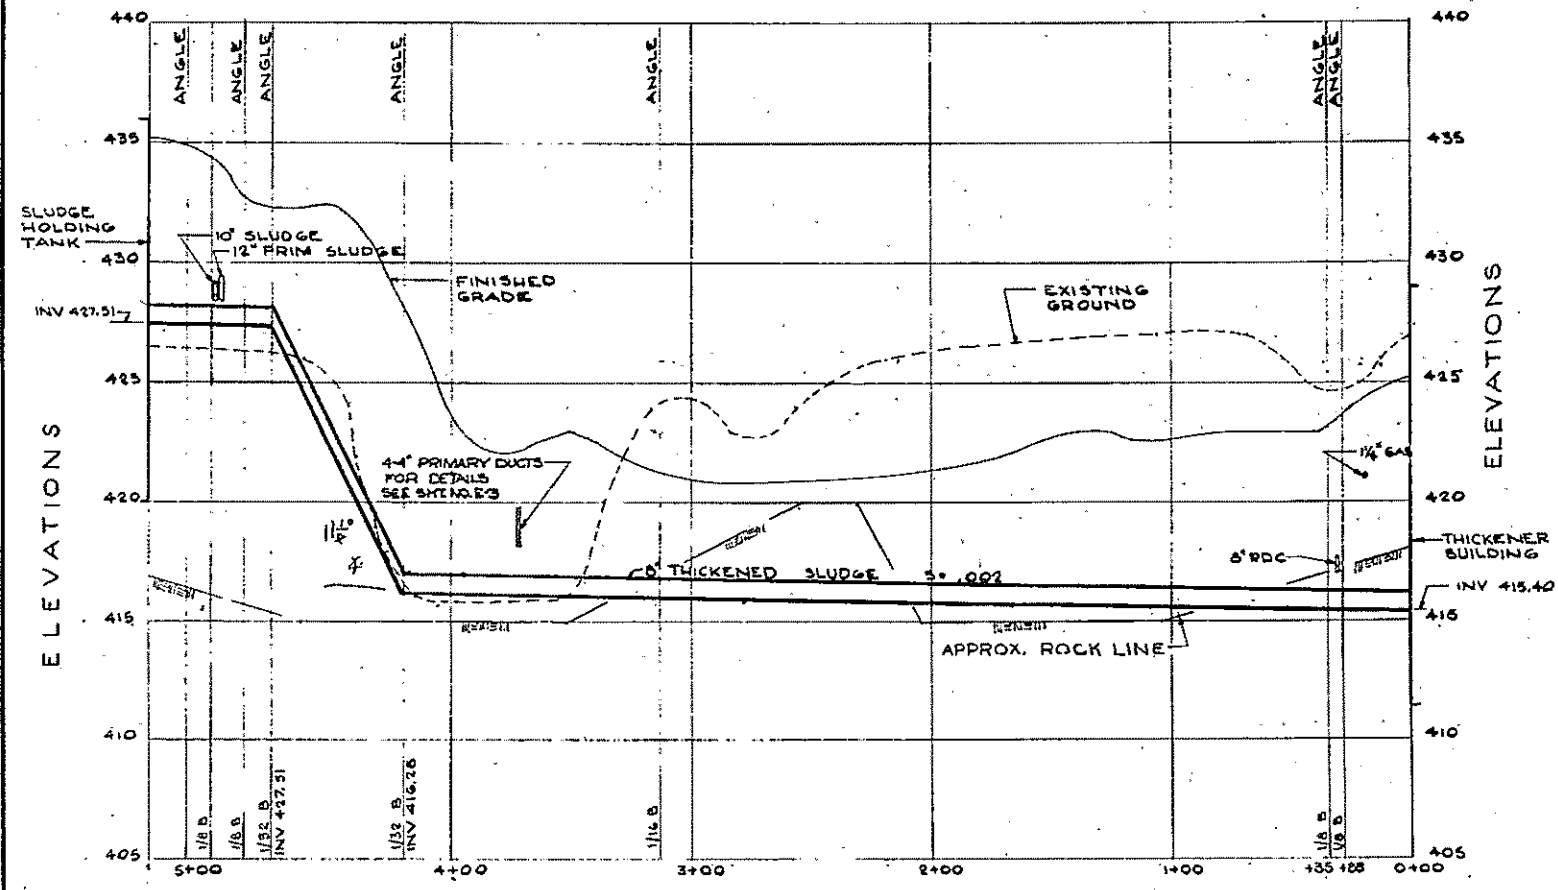 440
440
ANGLE
ANGLE
ANGLE
ANGLE
ANGLE
ANGLE
ANGLE
435
435
SLUDGE
HOLDING
TANK
10" SLUDGE
12" PRIM SLUDGE
430
430
FINISHED
GRADE
EXISTING
GROUND
INV 427.51
425
425
ELEVATIONS
ELEVATIONS
4-4" PRIMARY DUCTS
FOR DETAILS
SEE SHT NO. E-3
1¼" GAS
420
420
11¼°
THICKENER
BUILDING
8" RDC
8" THICKENED SLUDGE S= .002
INV 415.40
415
415
APPROX. ROCK LINE
410
410
1/8 B
1/8 B
1/32 B
INV 427.51
1/32 B
INV 416.28
1/16 B
1/8 B
1/8 B
405
405
5+00
4+00
3+00
2+00
1+00
+35
+28
0+00